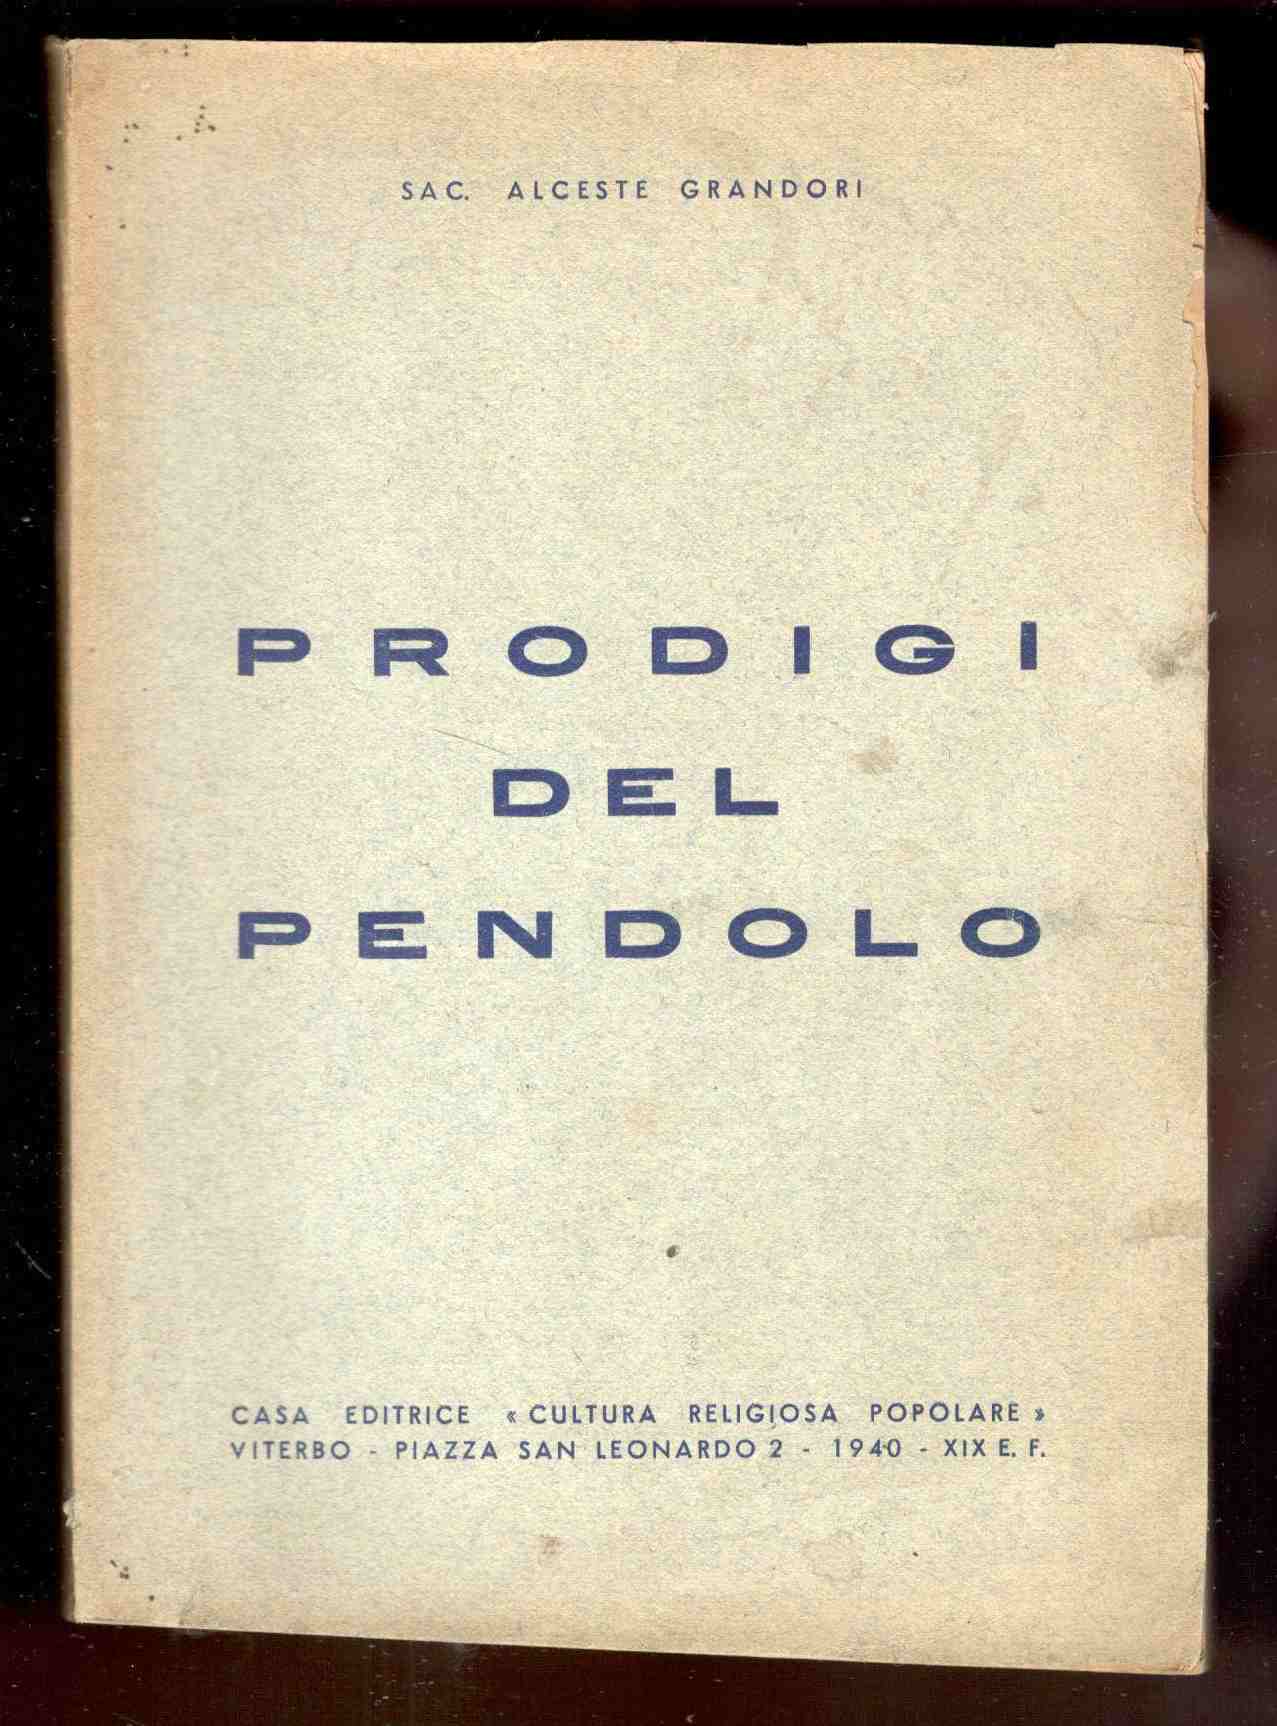 SAC. ALCESTE GRANDORI
PRODIGI
DEL
PENDOLO
CASA EDITRICE « CULTURA RELIGIOSA POPOLARE »
VITERBO - PIAZZA SAN LEONARDO 2 - 1940 - XIX E. F.